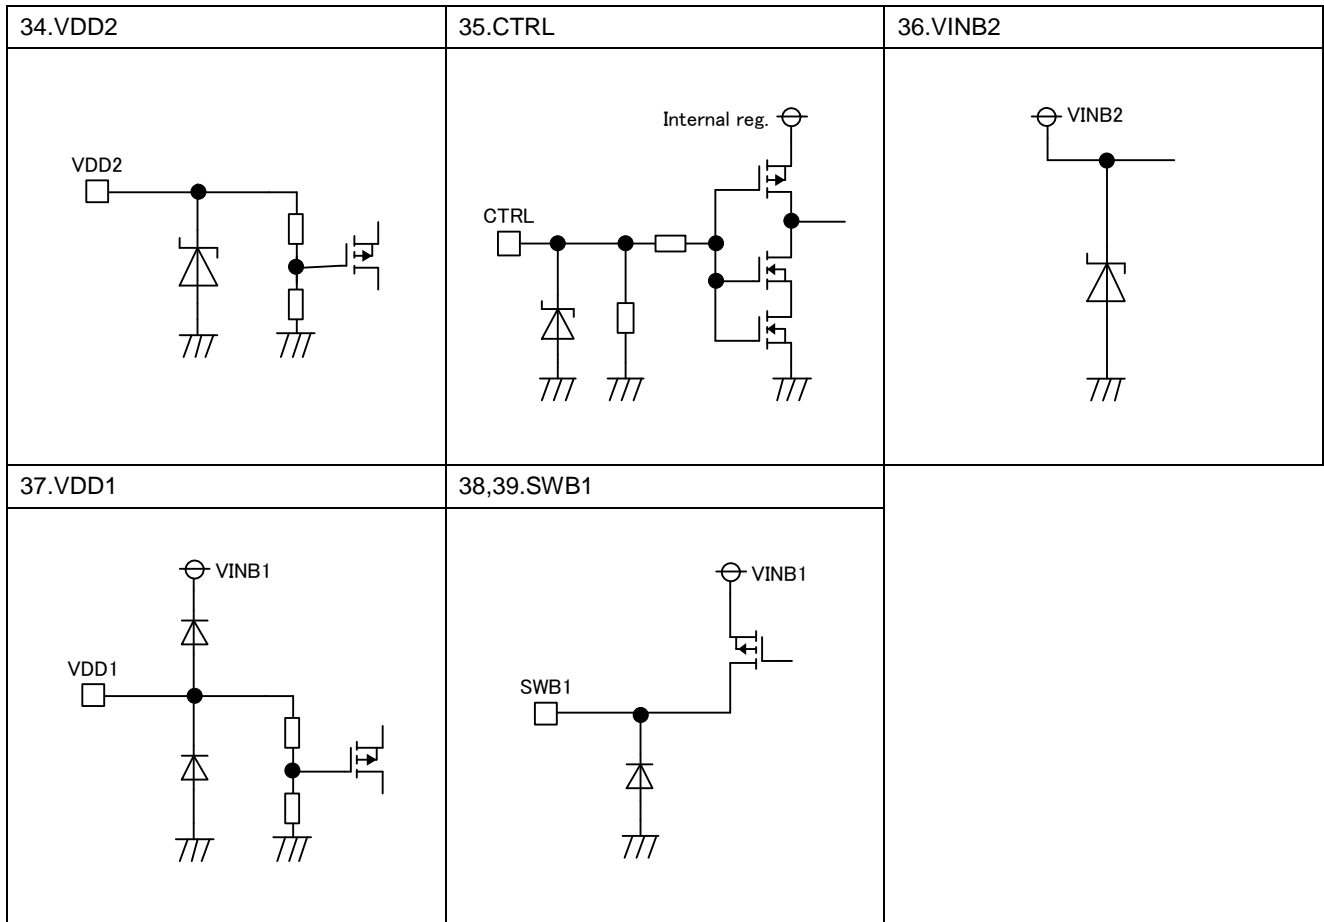 34.VDD2
35.CTRL
36.VINB2
VDD2
Internal reg.
CTRL
VINB2
37.VDD1
38,39.SWB1
VINB1
VDD1
VINB1
SWB1